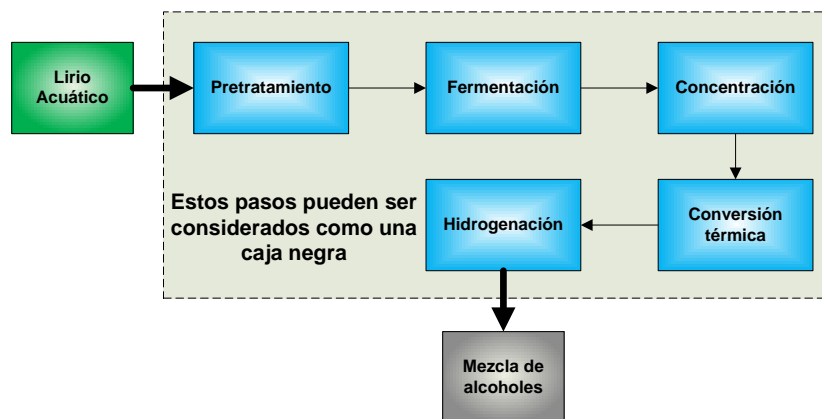 Lirio
Acuático
Pretratamiento
Fermentación
Concentración
Estos pasos pueden ser
considerados como una
caja negra
Hidrogenación
Conversión
térmica
Mezcla de
alcoholes